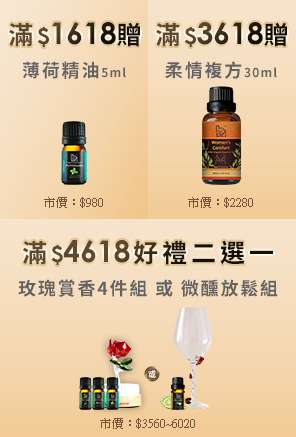 滿$1618贈
薄荷精油5ml
市價：$980
滿$3618贈
柔情複方30ml
Women's
Comfort
市價：$2280
滿$4618好禮二選一
玫瑰賞香4件組 或 微醺放鬆組
或
市價：$3560~6020